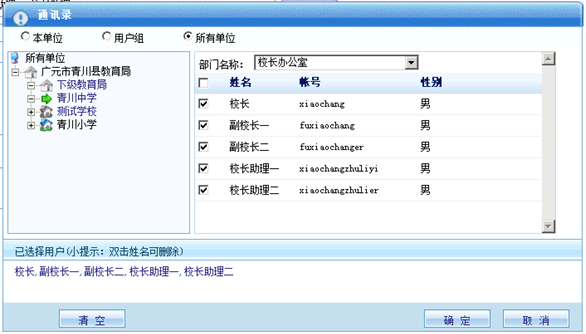 通讯录
本单位 用户组 所有单位
所有单位
广元市青川县教育局
下级教育局
青川中学
测试学校
青川小学
部门名称： 校长办公室
姓名 帐号 性别
校长 xiaochang 男
副校长一 fuxiaochang 男
副校长二 fuxiaochanger 男
校长助理一 xiaochangzhuliyi 男
校长助理二 xiaochangzhulier 男
已选择用户(小提示：双击姓名可删除)
校长,副校长一,副校长二,校长助理一,校长助理二
清 空 确 定 取 消